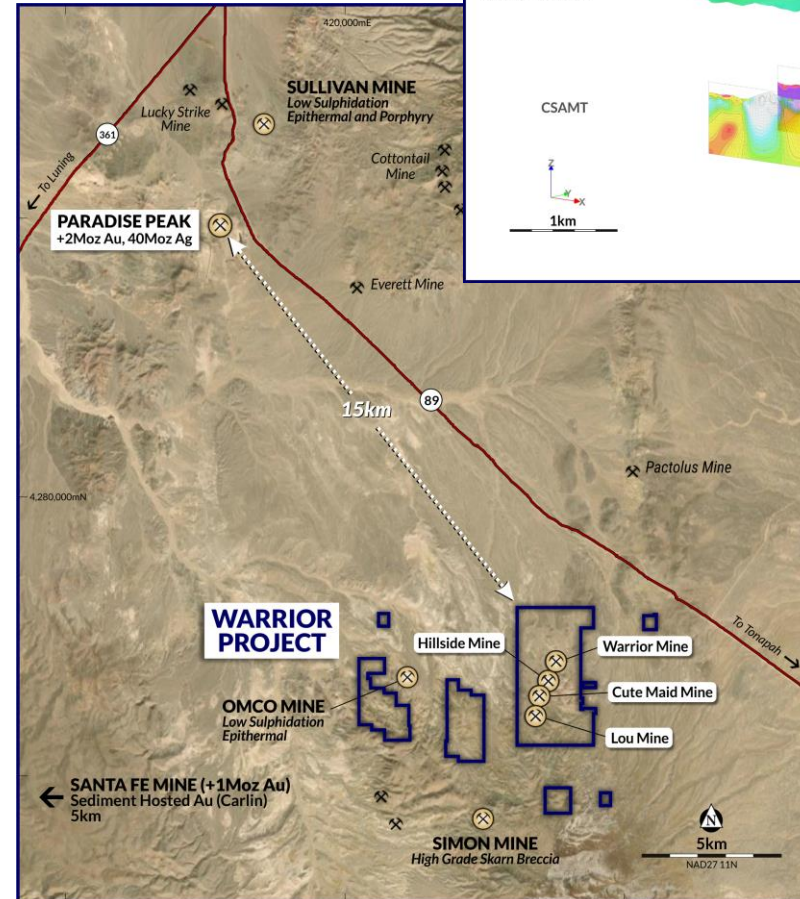 420,000mE
SULLIVAN MINE
Low Sulphidation
Epithermal and Porphyry
Lucky Strike
Mine
361
To Luning
Cottontail
Mine
PARADISE PEAK
+2Moz Au, 40Moz Ag
Everett Mine
CSAMT
Z
Y
X
1km
15km
89
Pactolus Mine
4,280,000mN
WARRIOR
PROJECT
Hillside Mine
Warrior Mine
To Tonapah
Cute Maid Mine
OMCO MINE
Low Sulphidation
Epithermal
Lou Mine
SANTA FE MINE (+1Moz Au)
Sediment Hosted Au (Carlin)
5km
SIMON MINE
High Grade Skarn Breccia
N
5km
NAD27 11N